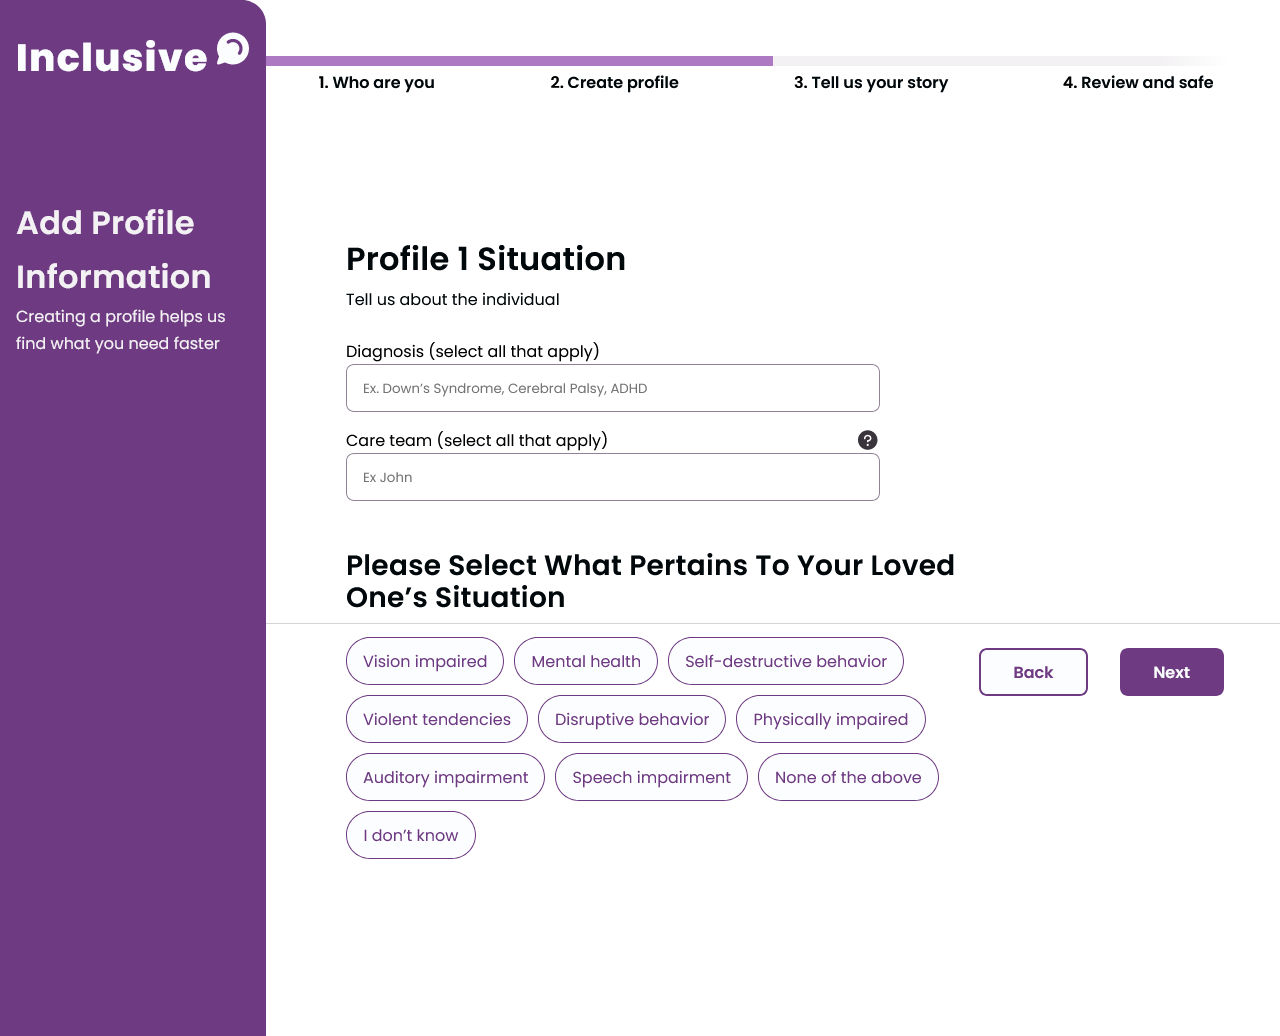 Inclusive
1. Who are you
2. Create profile
3. Tell us your story
4. Review and safe
Add Profile
Information
Creating a profile helps us
find what you need faster
Profile 1 Situation
Tell us about the individual
Diagnosis (select all that apply)
Ex. Down’s Syndrome, Cerebral Palsy, ADHD
Care team (select all that apply)
?
Ex John
Please Select What Pertains To Your Loved
One’s Situation
Vision impaired
Mental health
Self-destructive behavior
Back
Next
Violent tendencies
Disruptive behavior
Physically impaired
Auditory impairment
Speech impairment
None of the above
I don’t know